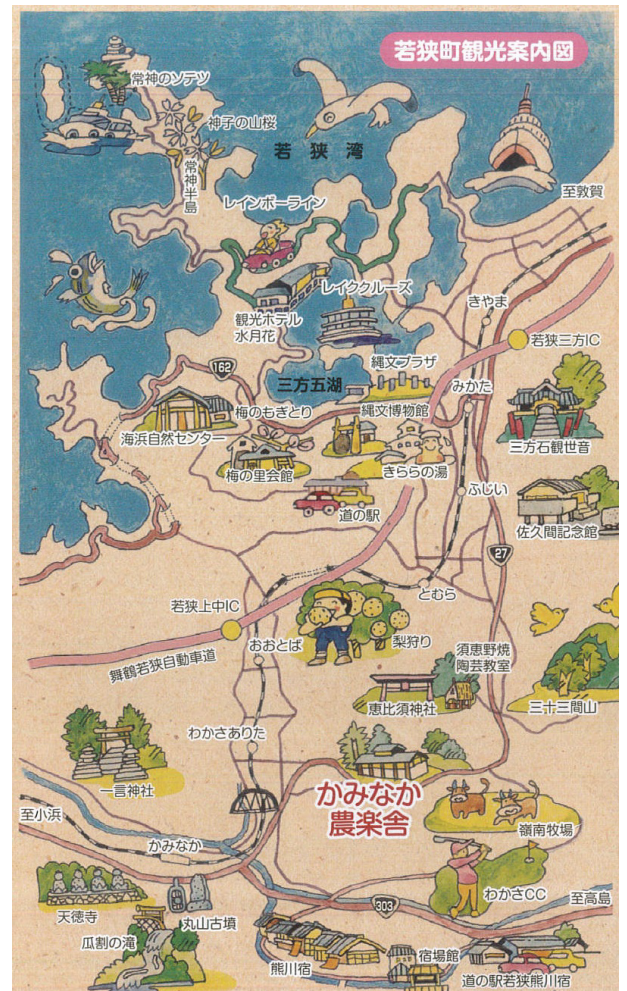 若狭町観光案内図
常神のソテツ
神子の山桜
常神半島
若狭湾
至敦賀
レインボーライン
レイククルーズ
観光ホテル
水月花
きやま
若狭三方IC
162
三方五湖
縄文プラザ
みかた
梅のもぎとり
縄文博物館
海浜自然センター
三方石観世音
梅の里会館
きららの湯
ふじい
道の駅
佐久間記念館
27
とむら
若狭上中IC
おおとば
梨狩り
須恵野焼
陶芸教室
舞鶴若狭自動車道
恵比須神社
三十三間山
わかさありた
一言神社
かみなか
農楽舎
至小浜
嶺南牧場
かみなか
わかさCC
至高島
303
天徳寺
丸山古墳
瓜割の滝
熊川宿
宿場館
道の駅若狭熊川宿